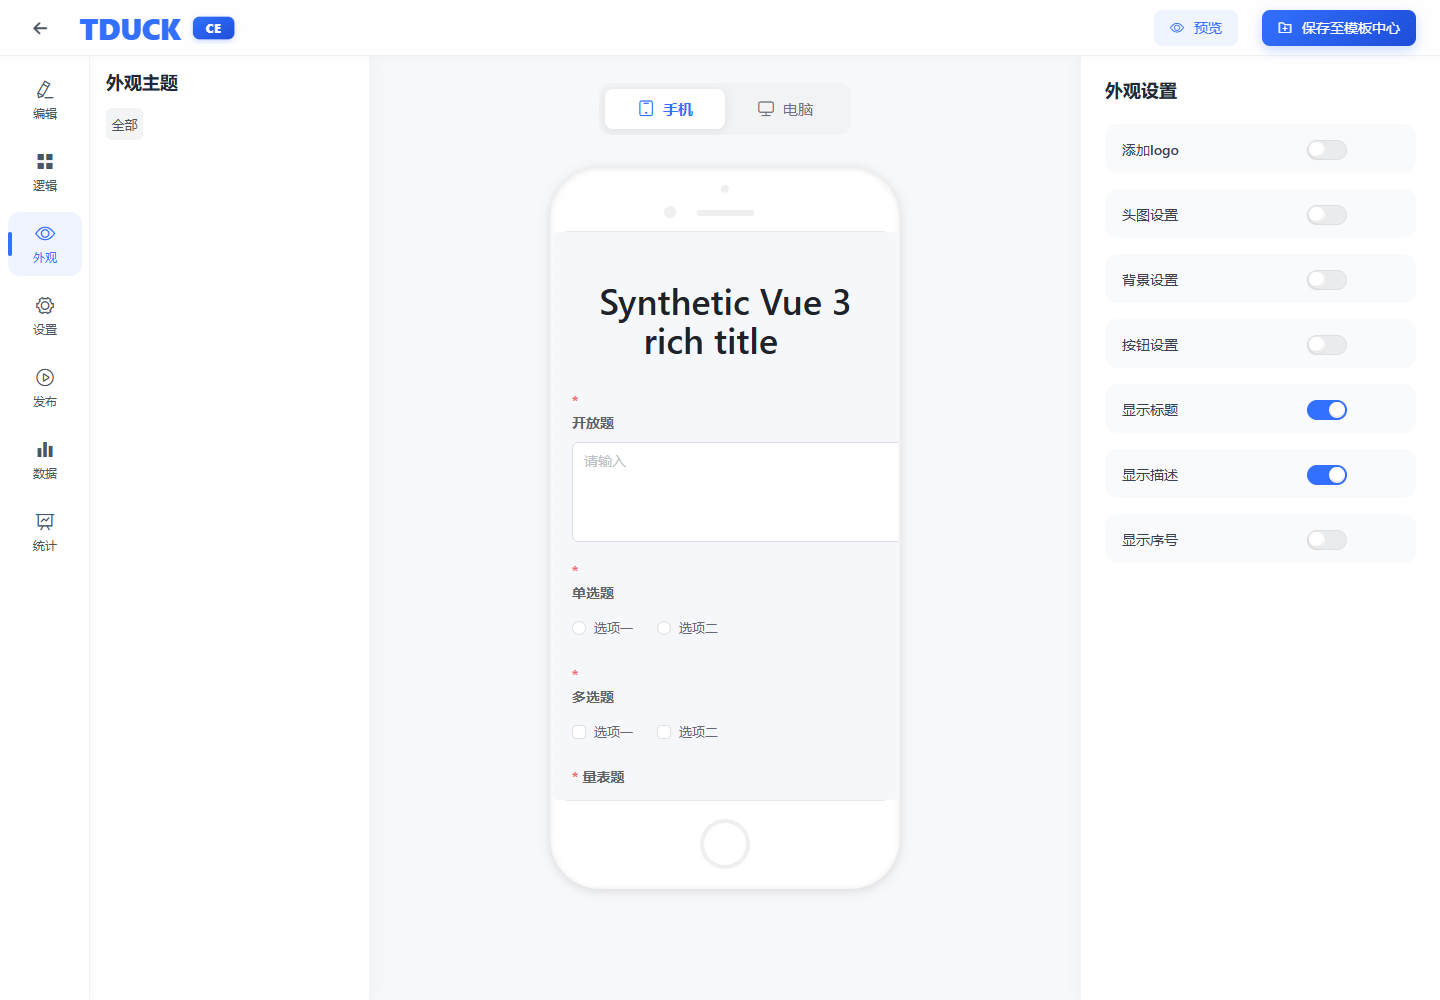 TDUCK CE
预览
保存至模板中心
编辑
逻辑
外观
设置
发布
数据
统计
外观主题
全部
手机
电脑
Synthetic Vue 3
rich title
*
开放题
请输入
*
单选题
选项一 选项二
*
多选题
选项一 选项二
* 量表题
外观设置
添加logo
头图设置
背景设置
按钮设置
显示标题
显示描述
显示序号